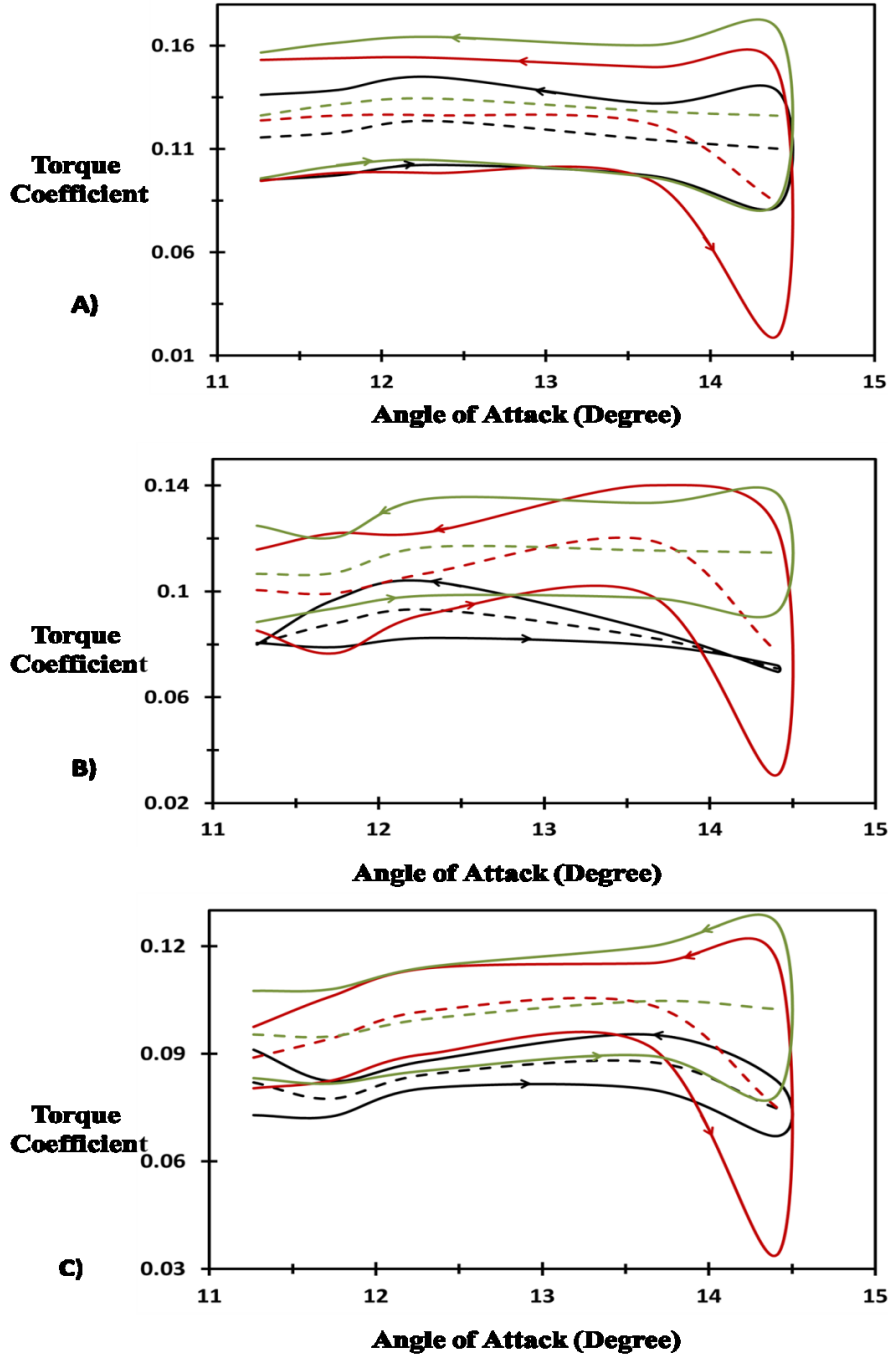 0.16
0.11
Torque
Coefficient
0.06
A)
0.01
11 12 13 14 15
Angle of Attack (Degree)
0.14
0.1
Torque
Coefficient
0.06
B)
0.02
11 12 13 14 15
Angle of Attack (Degree)
0.12
0.09
Torque
Coefficient
0.06
C)
0.03
11 12 13 14 15
Angle of Attack (Degree)